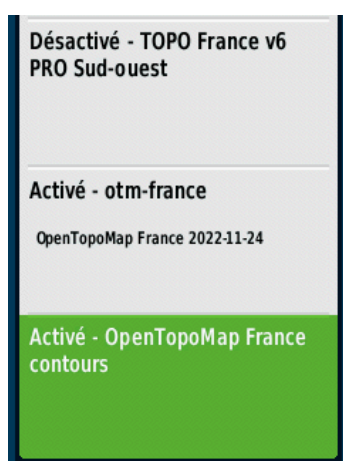 Désactivé - TOPO France v6
PRO Sud-ouest
Activé - otm-france
OpenTopoMap France 2022-11-24
Activé - OpenTopoMap France
contours